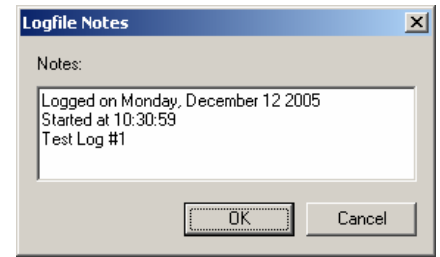 Logfile Notes
Notes:
Logged on Monday, December 12 2005
Started at 10:30:59
Test Log #1
OK
Cancel